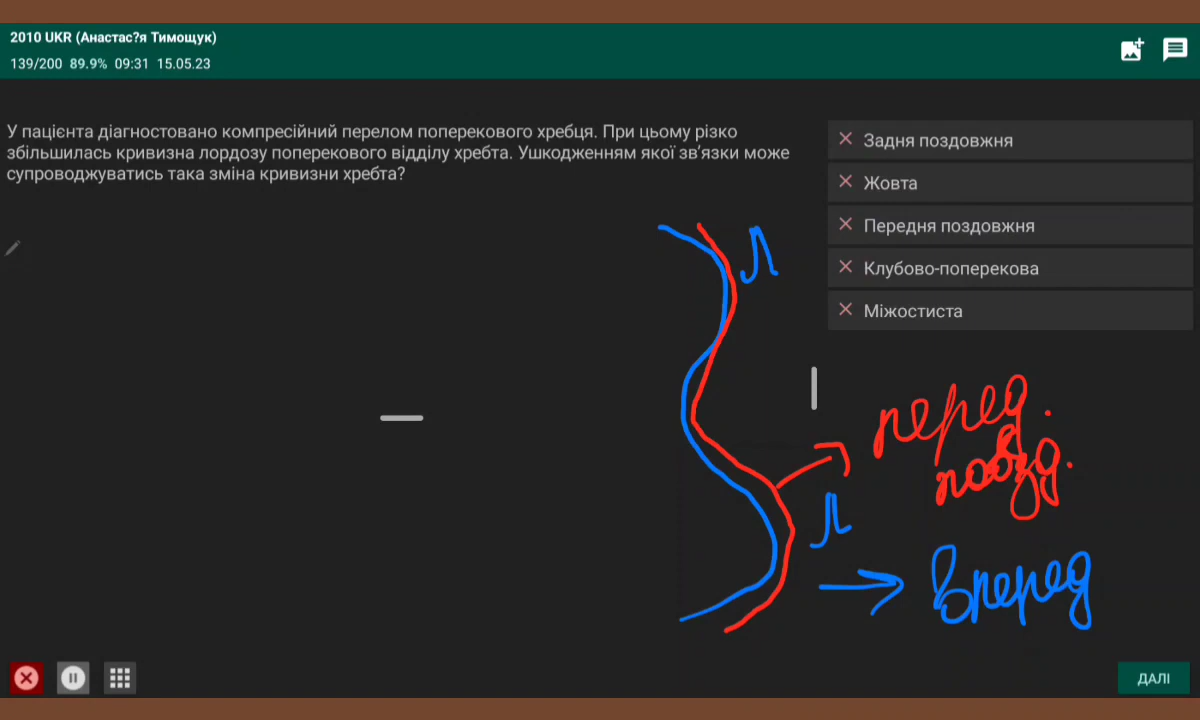 2010 UKR (Анастас?я Тимощук)
139/200 89.9% 09:31 15.05.23
У пацієнта діагностовано компресійний перелом поперекового хребця. При цьому різко
збільшилась кривизна лордозу поперекового відділу хребта. Ушкодженням якої зв'язки може
супроводжуватись така зміна кривизни хребта?
Задня поздовжня
Жовта
Передня поздовжня
Клубово-поперекова
Міжостиста
Л
перед.
повзд.
Л
вперед
ДАЛІ